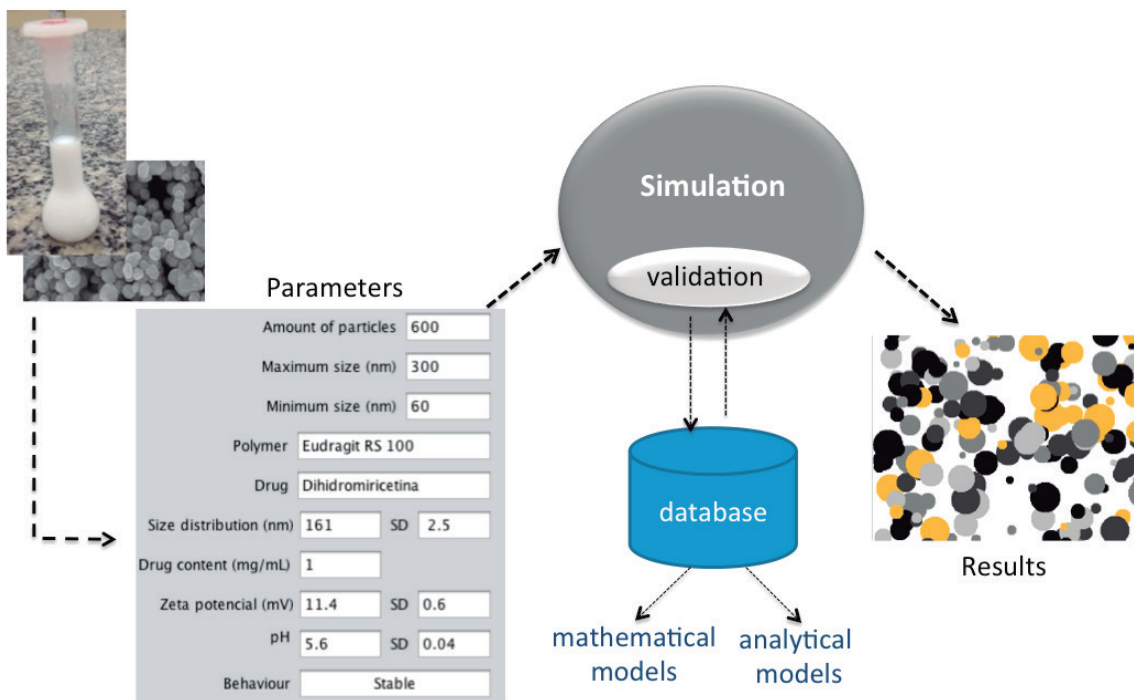 Parameters
Amount of particles 600
Maximum size (nm) 300
Minimum size (nm) 60
Polymer Eudragit RS 100
Drug Dihidromiricetina
Size distribution (nm) 161 SD 2.5
Drug content (mg/mL) 1
Zeta potencial (mV) 11.4 SD 0.6
pH 5.6 SD 0.04
Behaviour Stable
Simulation
validation
database
mathematical
models
analytical
models
Results